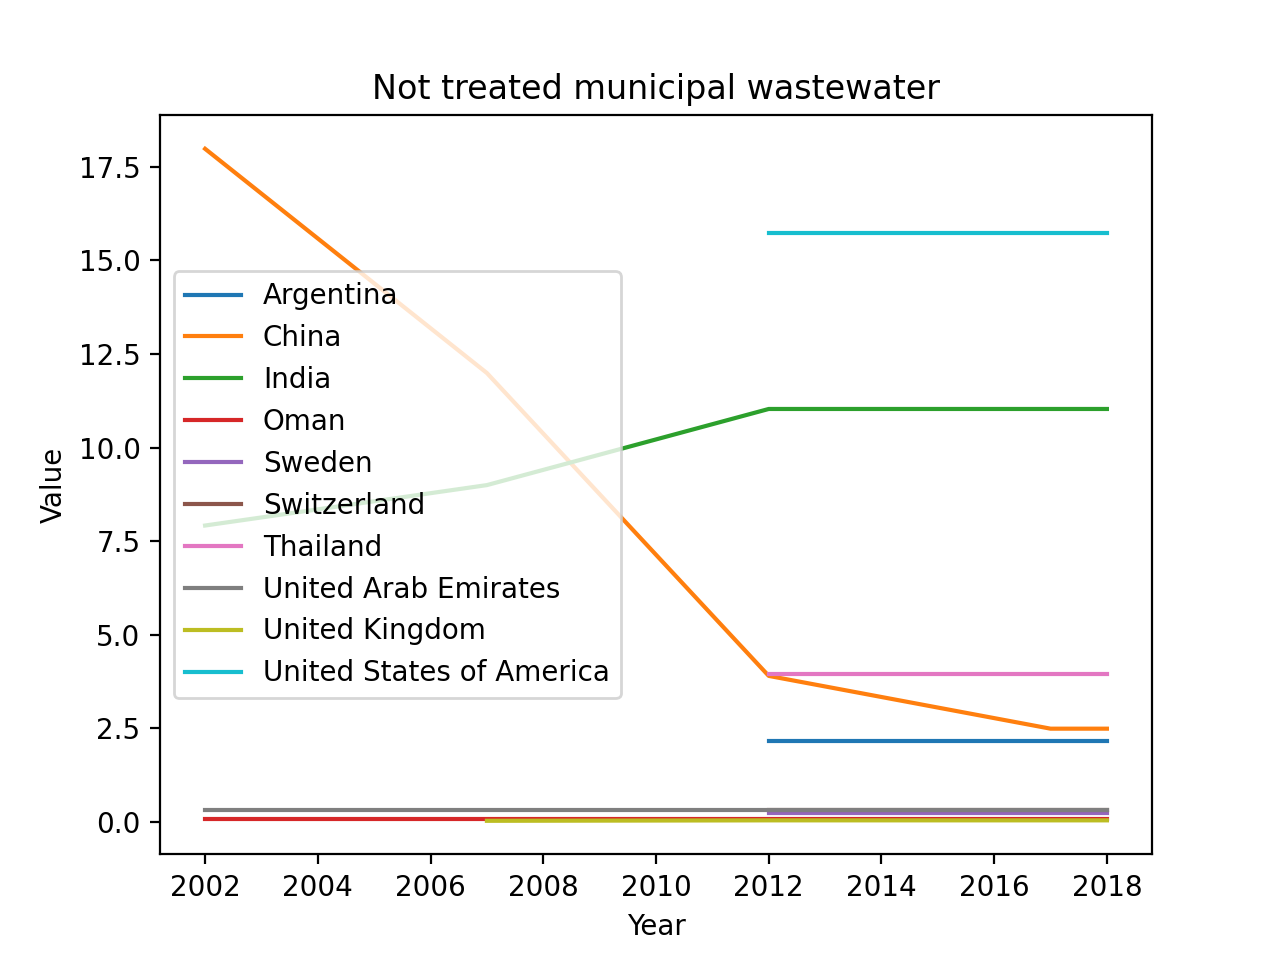 Not treated municipal wastewater
17.5
15.0
12.5
10.0
7.5
5.0
2.5
0.0
Value
Argentina
China
India
Oman
Sweden
Switzerland
Thailand
United Arab Emirates
United Kingdom
United States of America
2002 2004 2006 2008 2010 2012 2014 2016 2018
Year